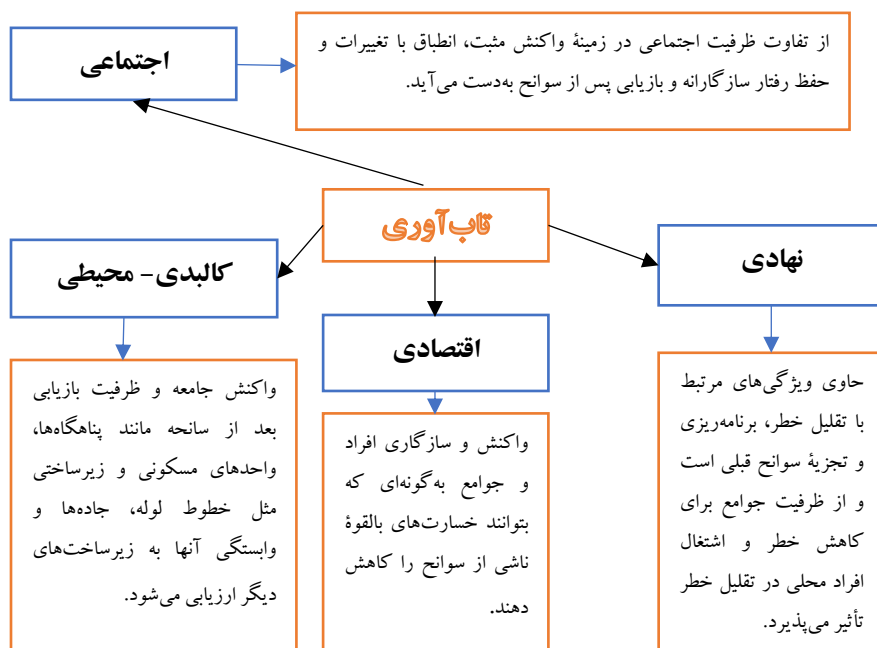 اجتماعی
از تفاوت ظرفیت اجتماعی در زمینۀ واکنش مثبت، انطباق با تغییرات و
حفظ رفتار سازگارانه و بازیابی پس از سوانح به‌دست می‌آید.
تاب‌آوری
نهادی
حاوی ویژگی‌های مرتبط
با تقلیل خطر، برنامه‌ریزی
و تجزیۀ سوانح قبلی است
و از ظرفیت جوامع برای
کاهش خطر و اشتغال
افراد محلی در تقلیل خطر
تأثیر می‌پذیرد.
اقتصادی
واکنش و سازگاری افراد
و جوامع به‌گونه‌ای که
بتوانند خسارت‌های بالقوۀ
ناشی از سوانح را کاهش
دهند.
کالبدی- محیطی
واکنش جامعه و ظرفیت بازیابی
بعد از سانحه مانند پناهگاه‌ها،
واحدهای مسکونی و زیرساختی
مثل خطوط لوله، جاده‌ها و
وابستگی آنها به زیرساخت‌های
دیگر ارزیابی می‌شود.